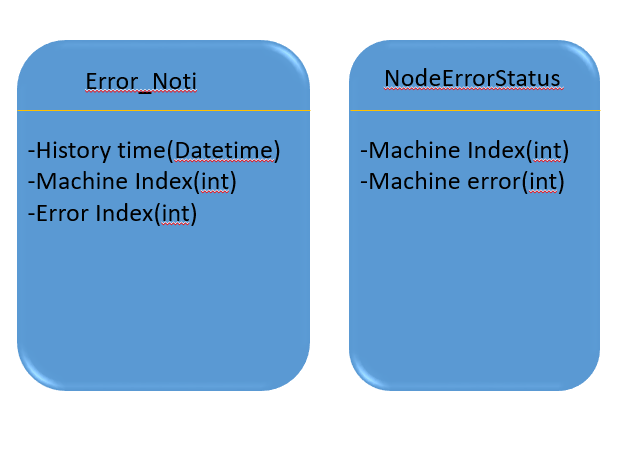 Error_Noti
-History time(Datetime)
-Machine Index(int)
-Error Index(int)
NodeErrorStatus
-Machine Index(int)
-Machine error(int)